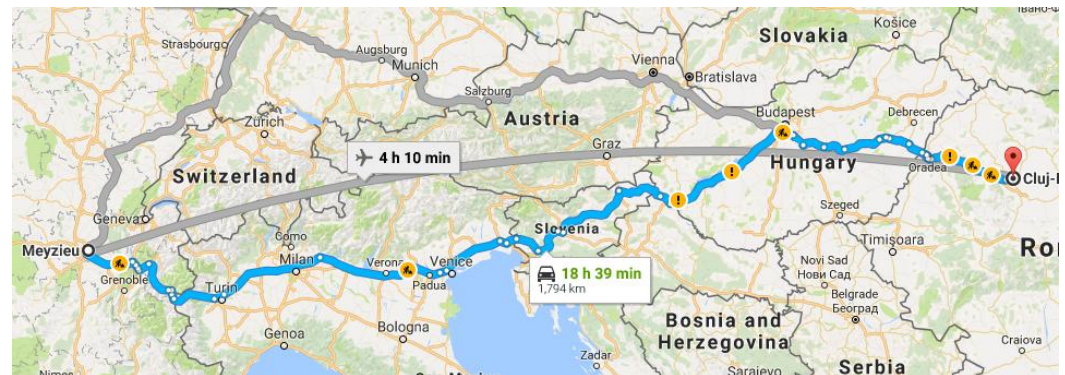 Košice
Slovakia
Strasbourg
Augsburg
Munich
Vienna
Bratislava
Salzburg
Budapest
Debrecen
Zürich
Austria
4 h 10 min
Graz
Hungary
Oradea
Switzerland
Cluj-
Szeged
Geneva
Slovenia
Meyzieu
Como
Timișoara
Milan
Verona
Venice
Padua
18 h 39 min
1,794 km
Grenoble
Turin
Novi Sad
Нови Сад
Belgrade
Београд
Bosnia and
Herzegovina
Genoa
Bologna
Craiova
Zadar
Sarajevo
Serbia